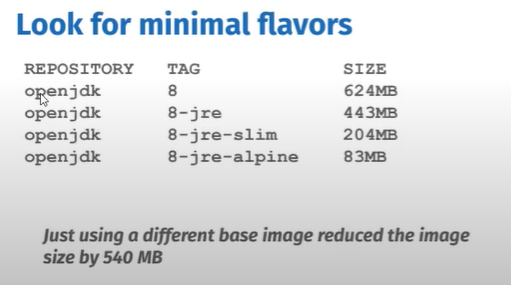 Look for minimal flavors
REPOSITORY TAG SIZE
openjdk 8 624MB
openjdk 8-jre 443MB
openjdk 8-jre-slim 204MB
openjdk 8-jre-alpine 83MB
Just using a different base image reduced the image
size by 540 MB